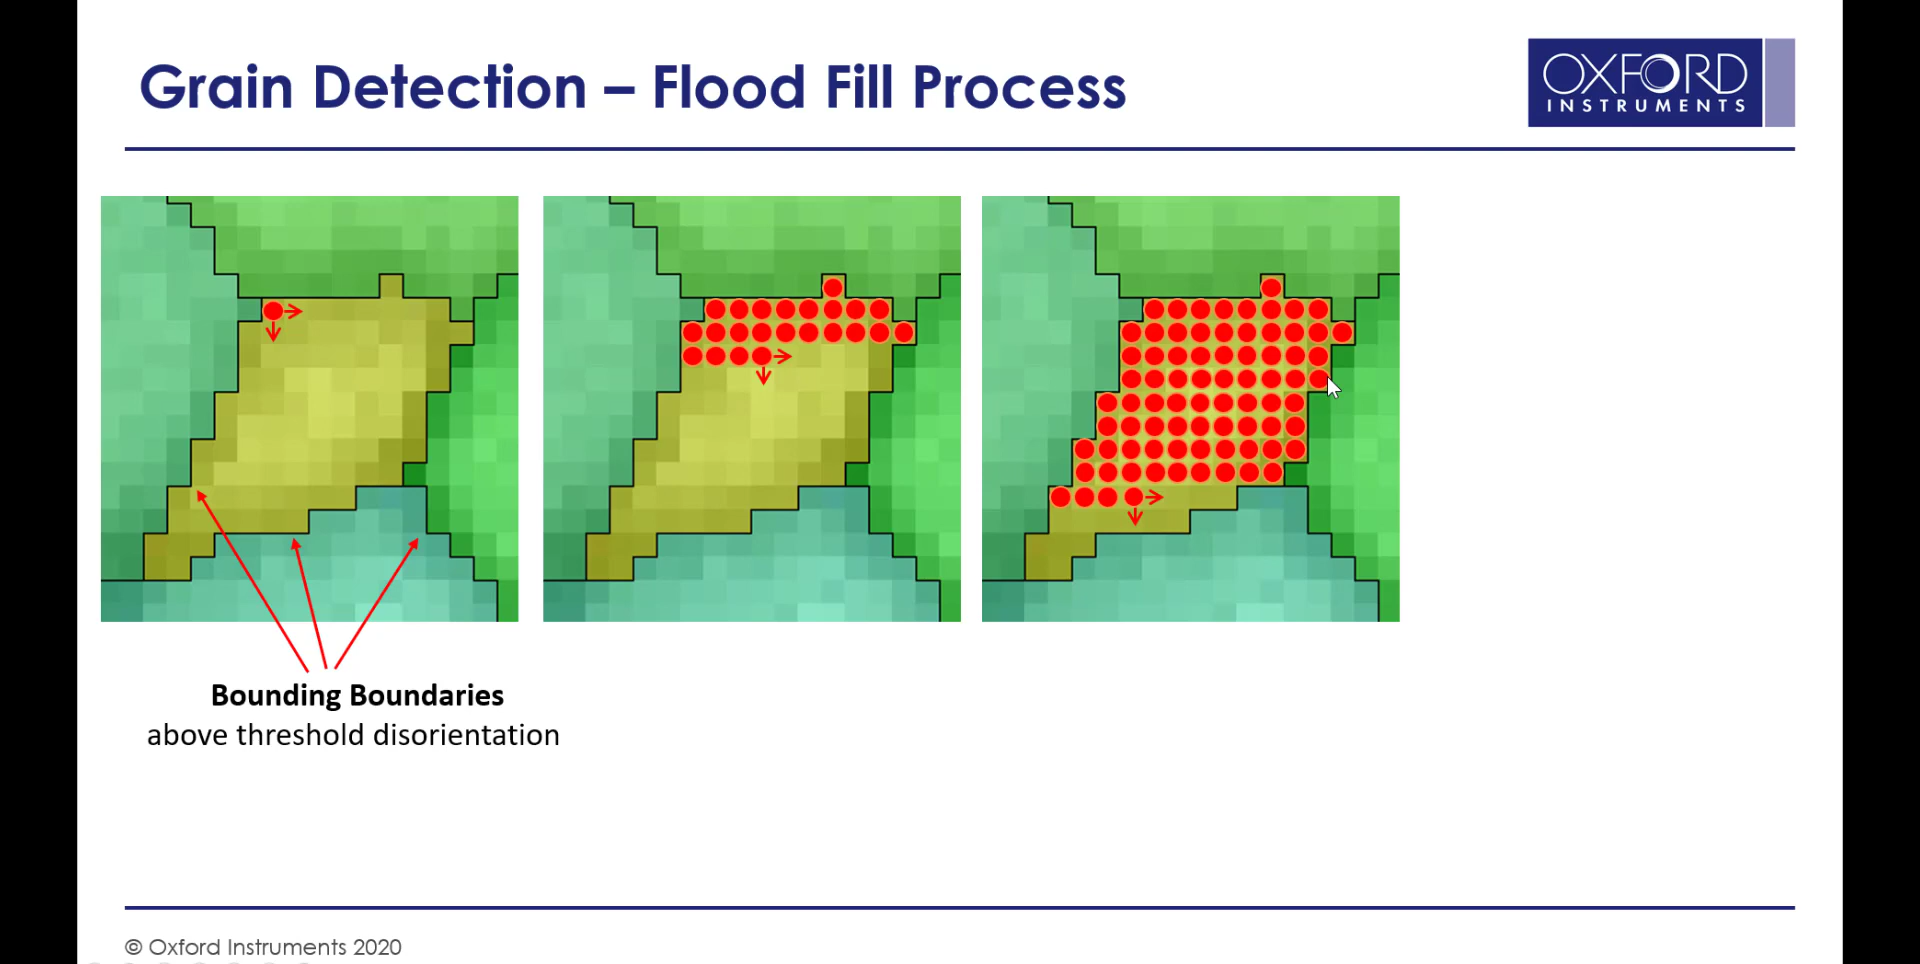 Grain Detection – Flood Fill Process
OXFORD
INSTRUMENTS
Bounding Boundaries
above threshold disorientation
© Oxford Instruments 2020